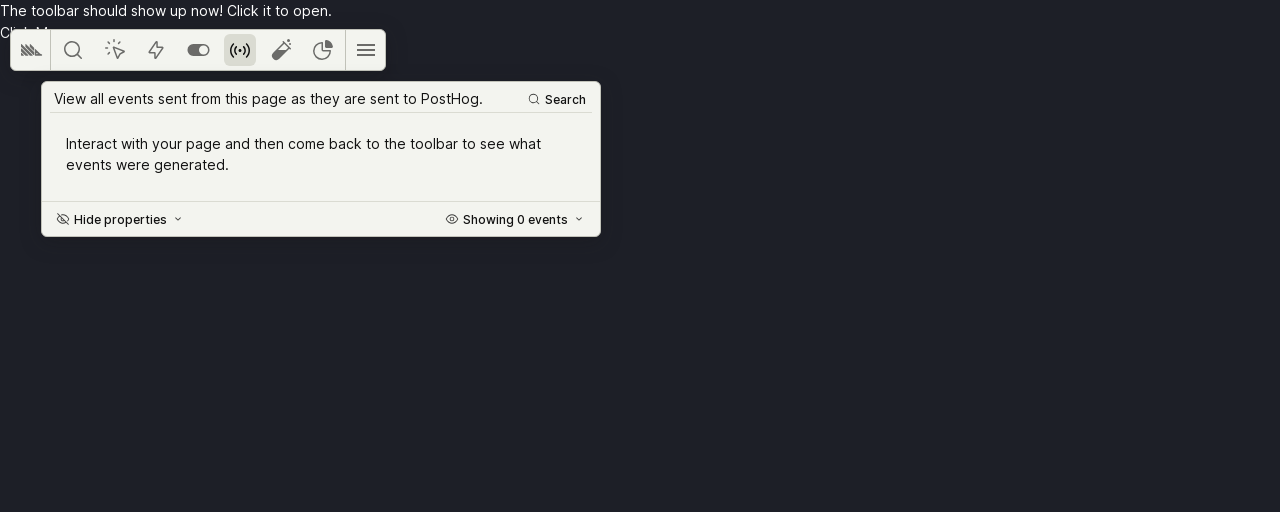 The toolbar should show up now! Click it to open.
View all events sent from this page as they are sent to PostHog.
Search
Interact with your page and then come back to the toolbar to see what
events were generated.
Hide properties
Showing 0 events